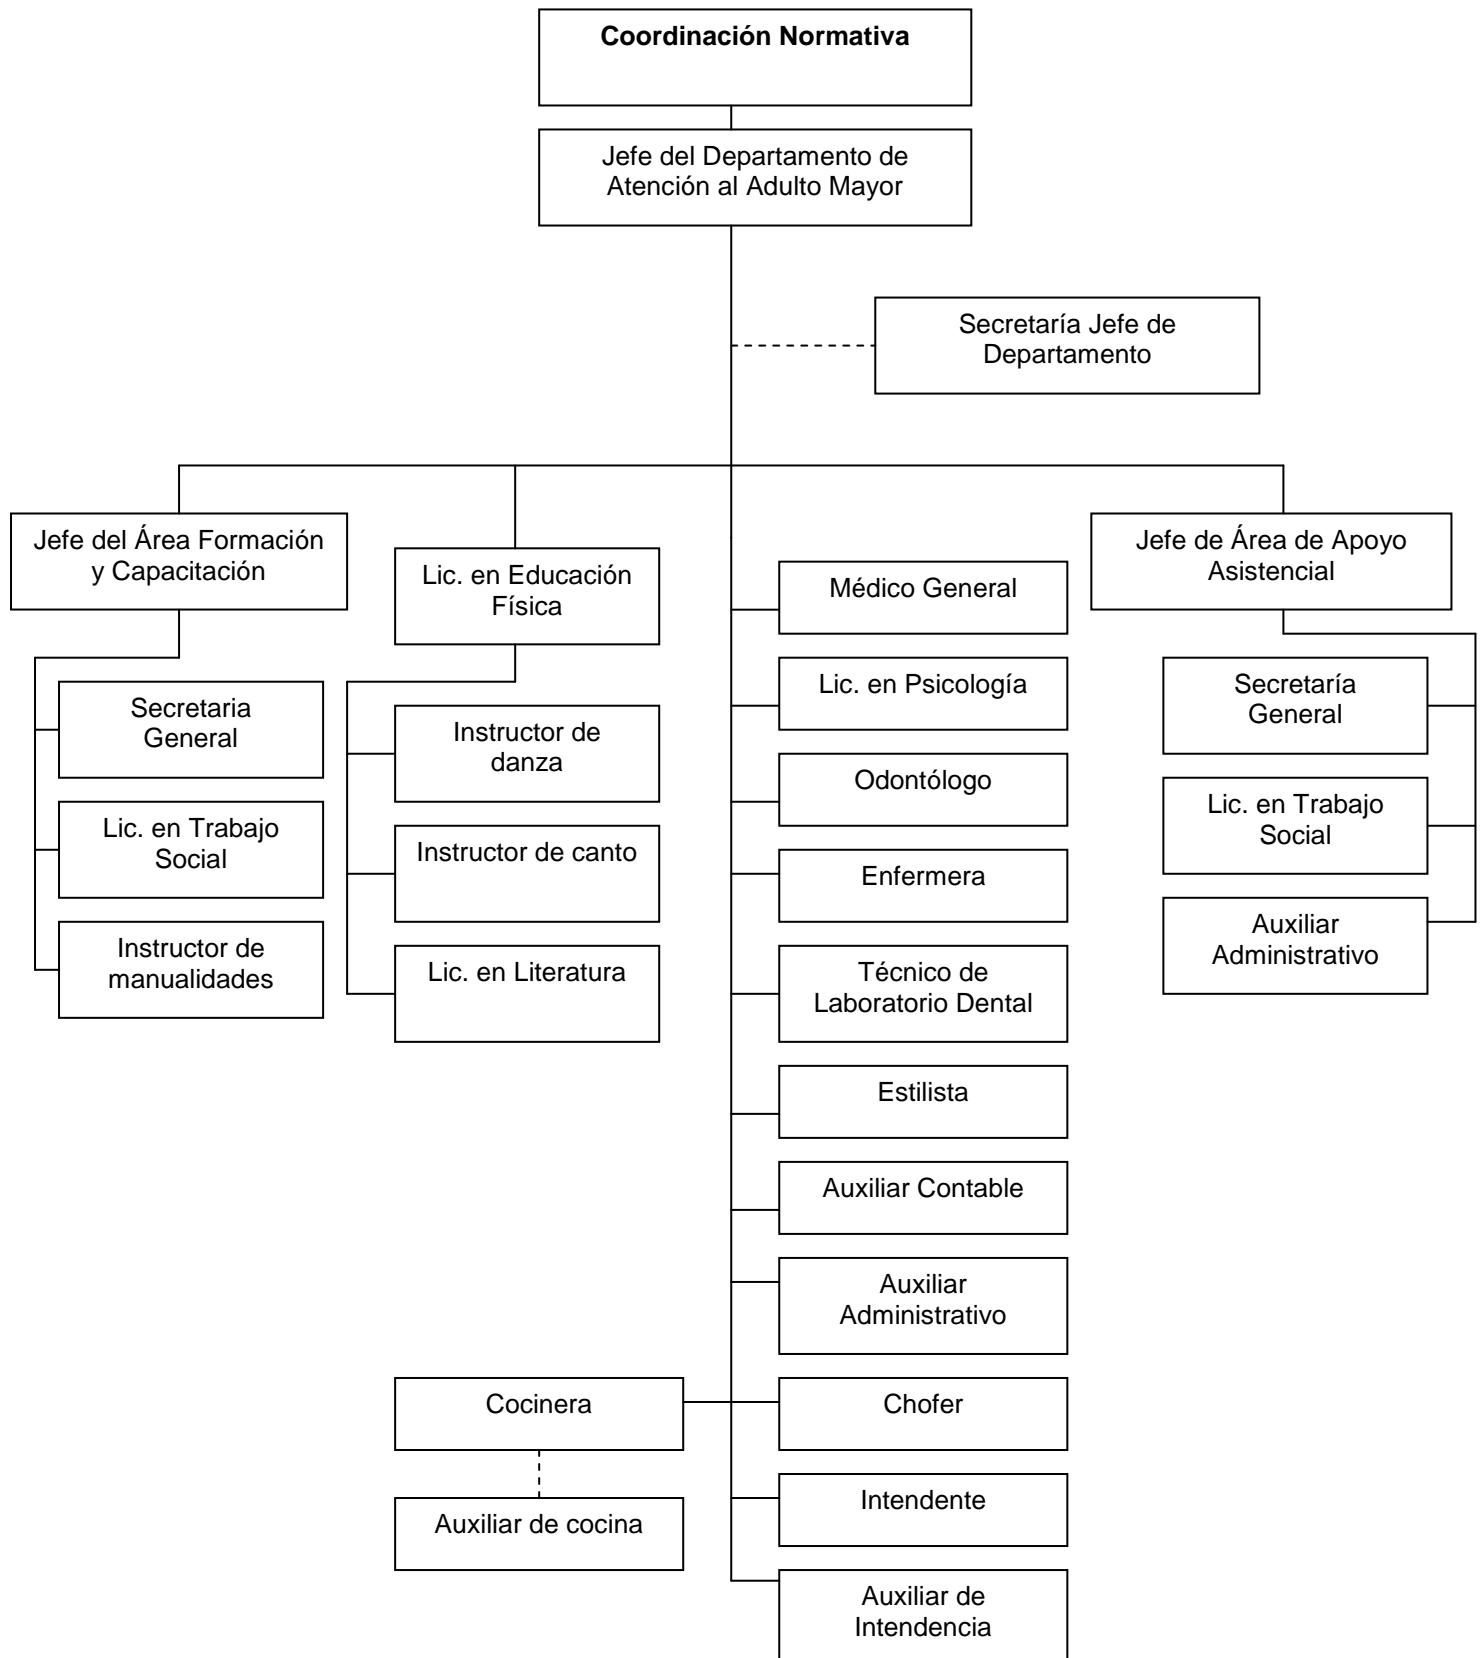 Coordinación Normativa
Jefe del Departamento de
Atención al Adulto Mayor
Secretaría Jefe de
Departamento
Jefe del Área Formación
y Capacitación
Secretaria
General
Lic. en Trabajo
Social
Instructor de
manualidades
Lic. en Educación
Física
Instructor de
danza
Instructor de canto
Lic. en Literatura
Médico General
Lic. en Psicología
Odontólogo
Enfermera
Técnico de
Laboratorio Dental
Estilista
Auxiliar Contable
Auxiliar
Administrativo
Chofer
Intendente
Auxiliar de
Intendencia
Cocinera
Auxiliar de cocina
Jefe de Área de Apoyo
Asistencial
Secretaría
General
Lic. en Trabajo
Social
Auxiliar
Administrativo